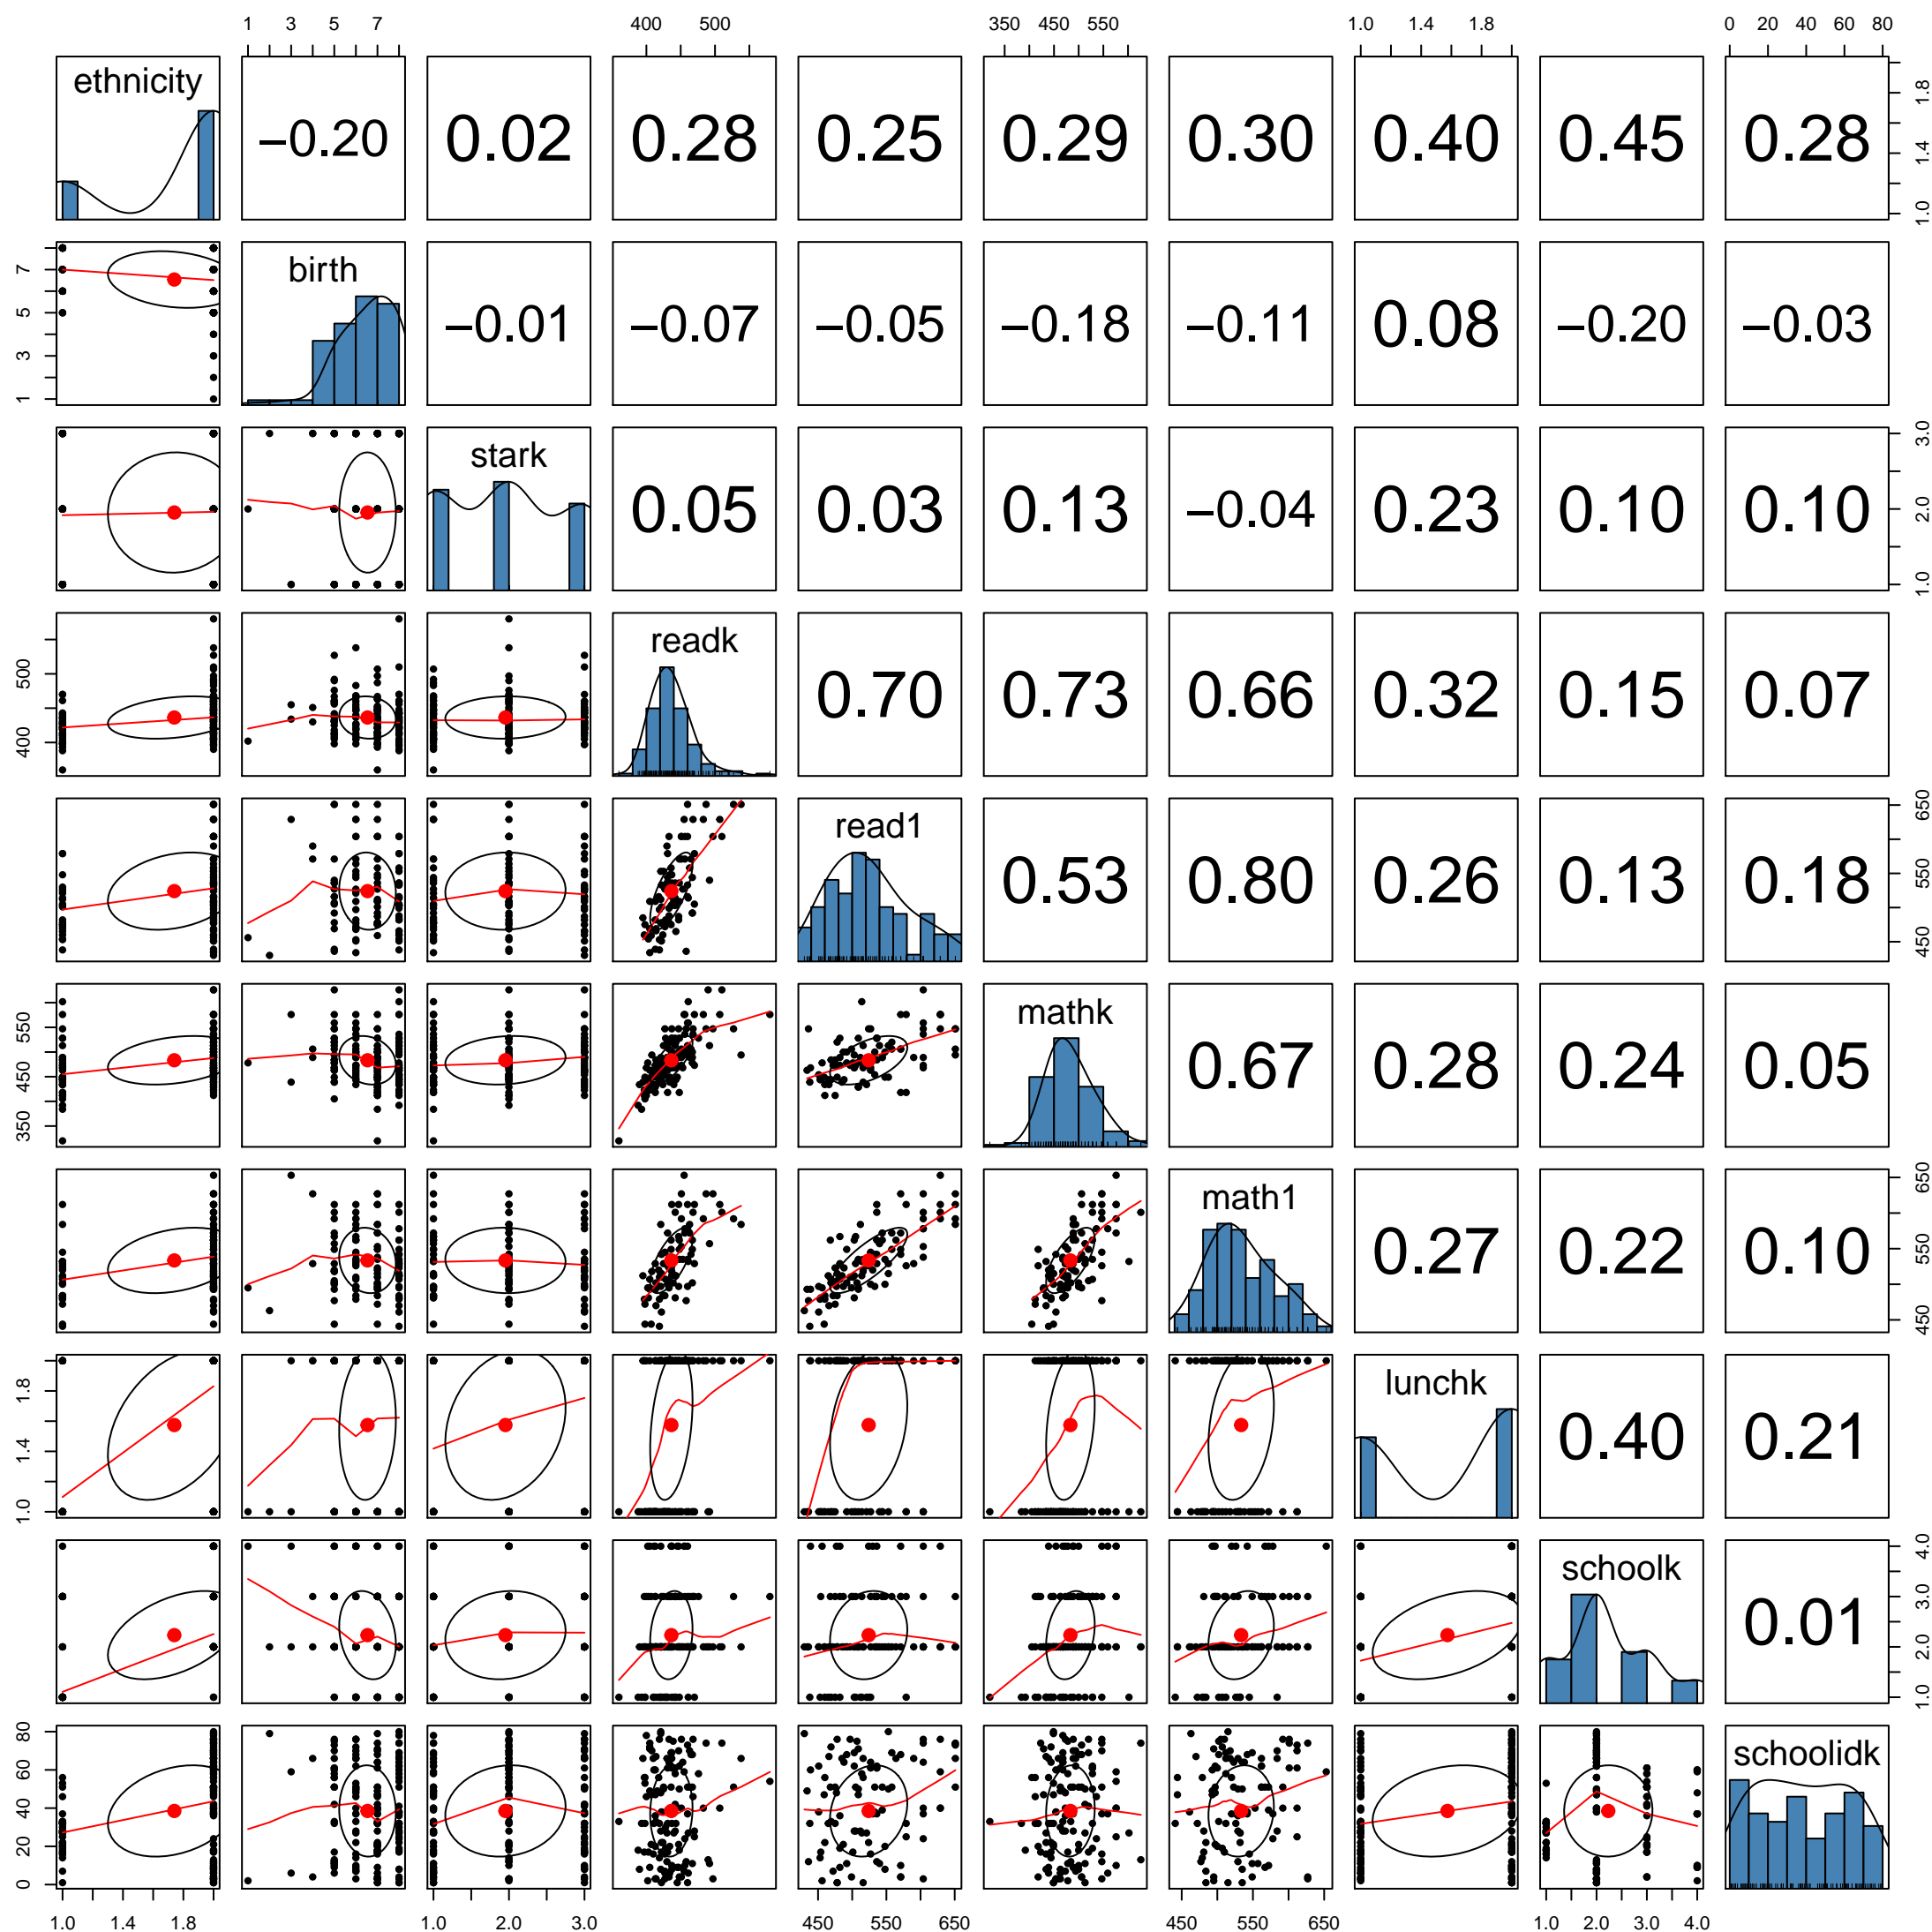 1 3 5 7 400 500 350 450 550 1.0 1.4 1.8 0 20 40 60 80
ethnicity −0.20 0.02 0.28 0.25 0.29 0.30 0.40 0.45 0.28 1.0 1.4 1.8
1 3 5 7 birth −0.01 −0.07 −0.05 −0.18 −0.11 0.08 −0.20 −0.03
stark 0.05 0.03 0.13 −0.04 0.23 0.10 0.10 1.0 2.0 3.0
400 500 readk 0.70 0.73 0.66 0.32 0.15 0.07
read1 0.53 0.80 0.26 0.13 0.18 450 550 650
350 450 550 mathk 0.67 0.28 0.24 0.05
math1 0.27 0.22 0.10 450 550 650
1.0 1.4 1.8 lunchk 0.40 0.21
schoolk 0.01 1.0 2.0 3.0 4.0
0 20 40 60 80 schoolidk
1.0 1.4 1.8 1.0 2.0 3.0 450 550 650 450 550 650 1.0 2.0 3.0 4.0